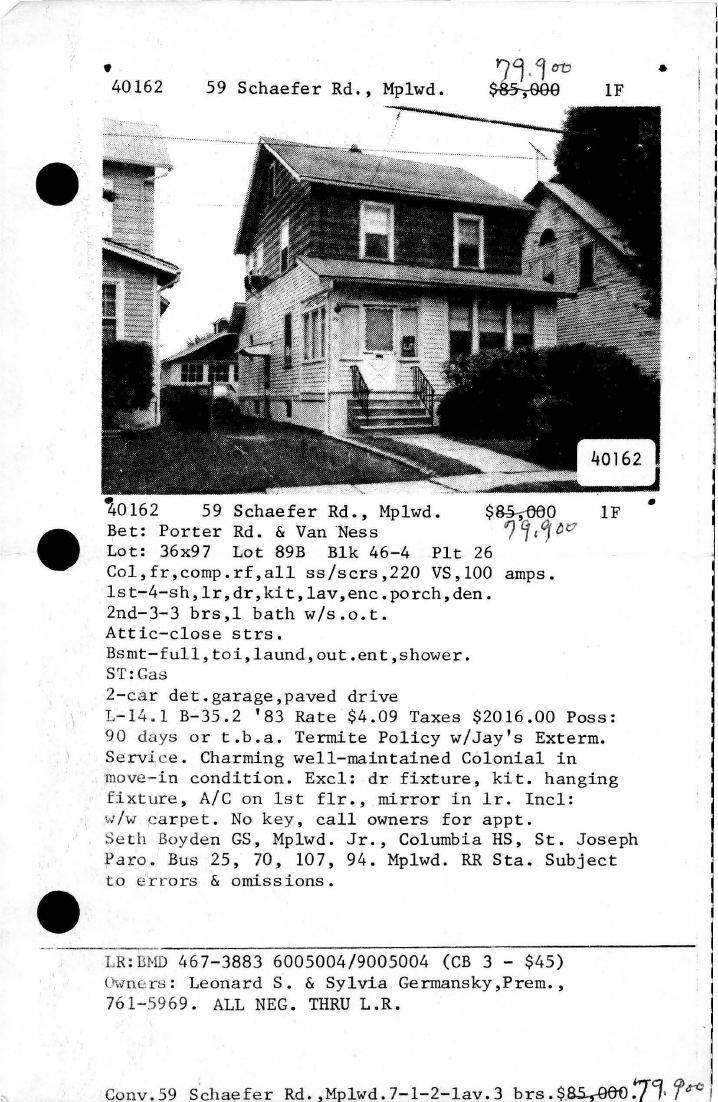 79.900
40162 59 Schaefer Rd., Mplwd. $85,000 1F
40162
40162 59 Schaefer Rd., Mplwd. $85,000 1F
Bet: Porter Rd. & Van Ness 79,900
Lot: 36x97 Lot 89B Blk 46-4 Plt 26
Col,fr,comp.rf,all ss/scrs,220 VS,100 amps.
1st-4-sh,lr,dr,kit,lav,enc.porch,den.
2nd-3-3 brs,1 bath w/s.o.t.
Attic-close strs.
Bsmt-full,toi,laund,out.ent,shower.
ST:Gas
2-car det.garage,paved drive
L-14.1 B-35.2 '83 Rate $4.09 Taxes $2016.00 Poss:
90 days or t.b.a. Termite Policy w/Jay's Exterm.
Service. Charming well-maintained Colonial in
move-in condition. Excl: dr fixture, kit. hanging
fixture, A/C on 1st flr., mirror in lr. Incl:
w/w carpet. No key, call owners for appt.
Seth Boyden GS, Mplwd. Jr., Columbia HS, St. Joseph
Paro. Bus 25, 70, 107, 94. Mplwd. RR Sta. Subject
to errors & omissions.
LR:BMD 467-3883 6005004/9005004 (CB 3 - $45)
Owners: Leonard S. & Sylvia Germansky,Prem.,
761-5969. ALL NEG. THRU L.R.
Conv.59 Schaefer Rd.,Mplwd.7-1-2-lav.3 brs.$85,000.79.900